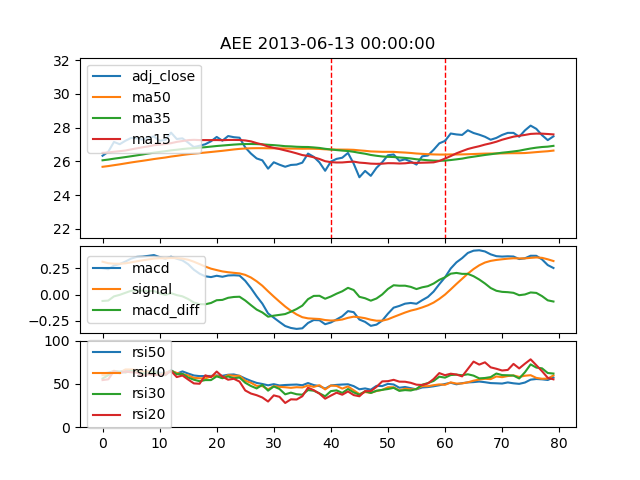 AEE 2013-06-13 00:00:00
32
30
28
26
24
22
adj_close
ma50
ma35
ma15
0.25
0.00
−0.25
macd
signal
macd_diff
100
50
0
rsi50
rsi40
rsi30
rsi20
0 10 20 30 40 50 60 70 80